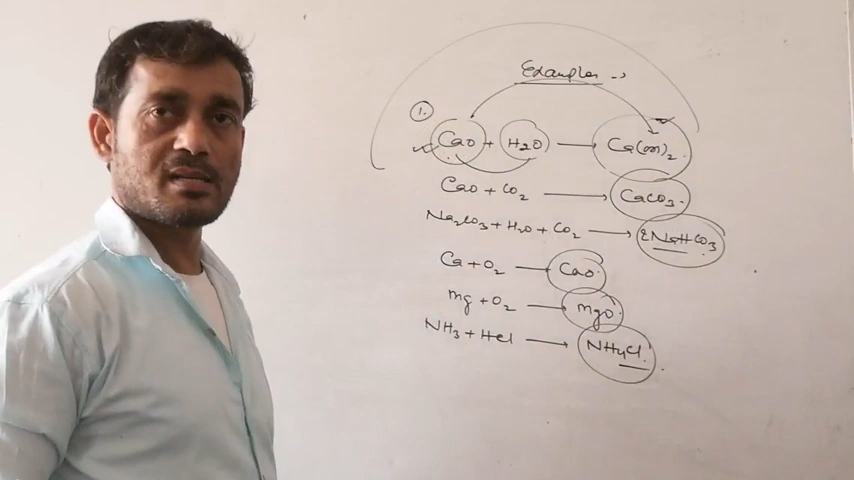 Examples →
1.
CaO + H2O → Ca(OH)2.
CaO + CO2 → CaCO3.
Na2CO3 + H2O + CO2 → 2NaHCO3
Ca + O2 → CaO.
Mg + O2 → MgO.
NH3 + HCl → NH4Cl.